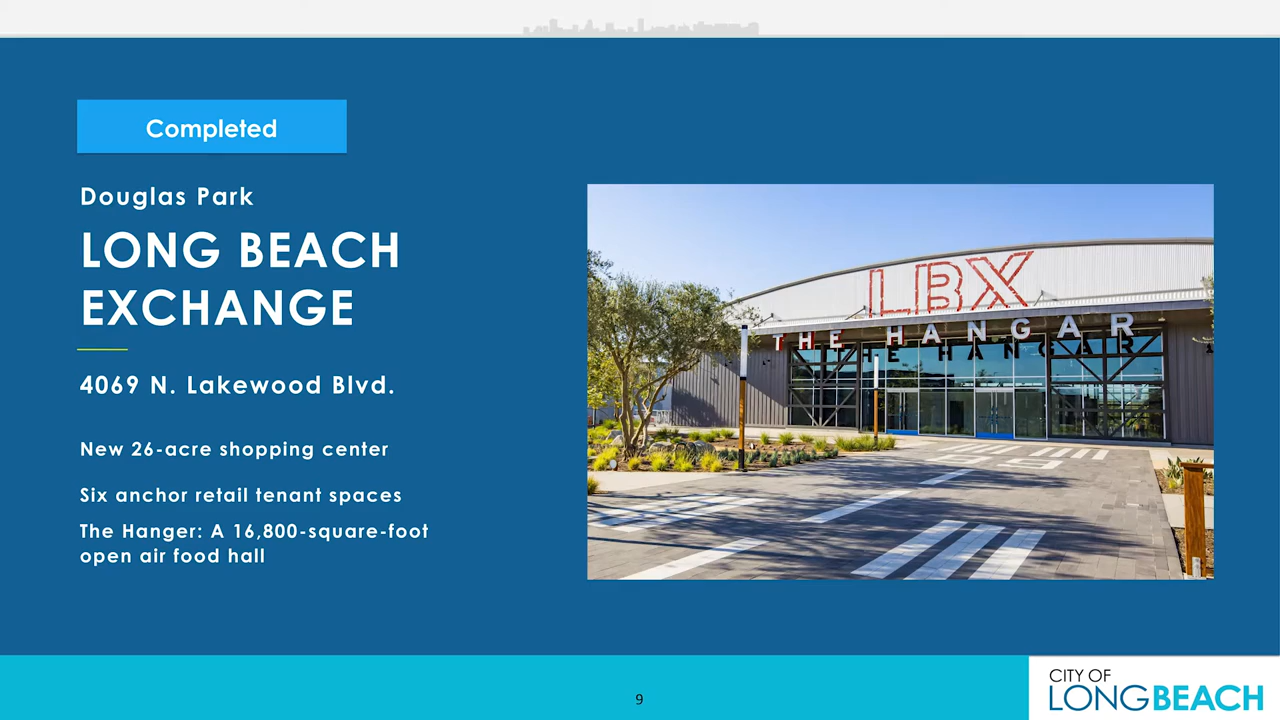 Completed
Douglas Park
LONG BEACH
EXCHANGE
4069 N. Lakewood Blvd.
New 26-acre shopping center
Six anchor retail tenant spaces
The Hanger: A 16,800-square-foot
open air food hall
LBX
THE HANGAR
9
CITY OF
LONGBEACH